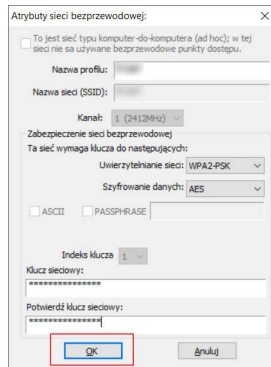 Atrybuty sieci bezprzewodowej:
To jest sieć typu komputer-do-komputera (ad hoc); w tej
sieci nie sa używane bezprzewodowe punkty dostępu.
Nazwa profilu:
Nazwa sieci (SSID):
Kanał: 1 (2412MHz)
Zabezpieczenie sieci bezprzewodowej
Ta sieć wymaga klucza do następujących:
Uwierzytelnianie sieci: WPA2-PSK
Szyfrowanie danych: AES
ASCII PASSPHRASE
Indeks klucza 1
Klucz sieciowy:
***************
Potwierdź klucz sieciowy:
***************
OK Anuluj